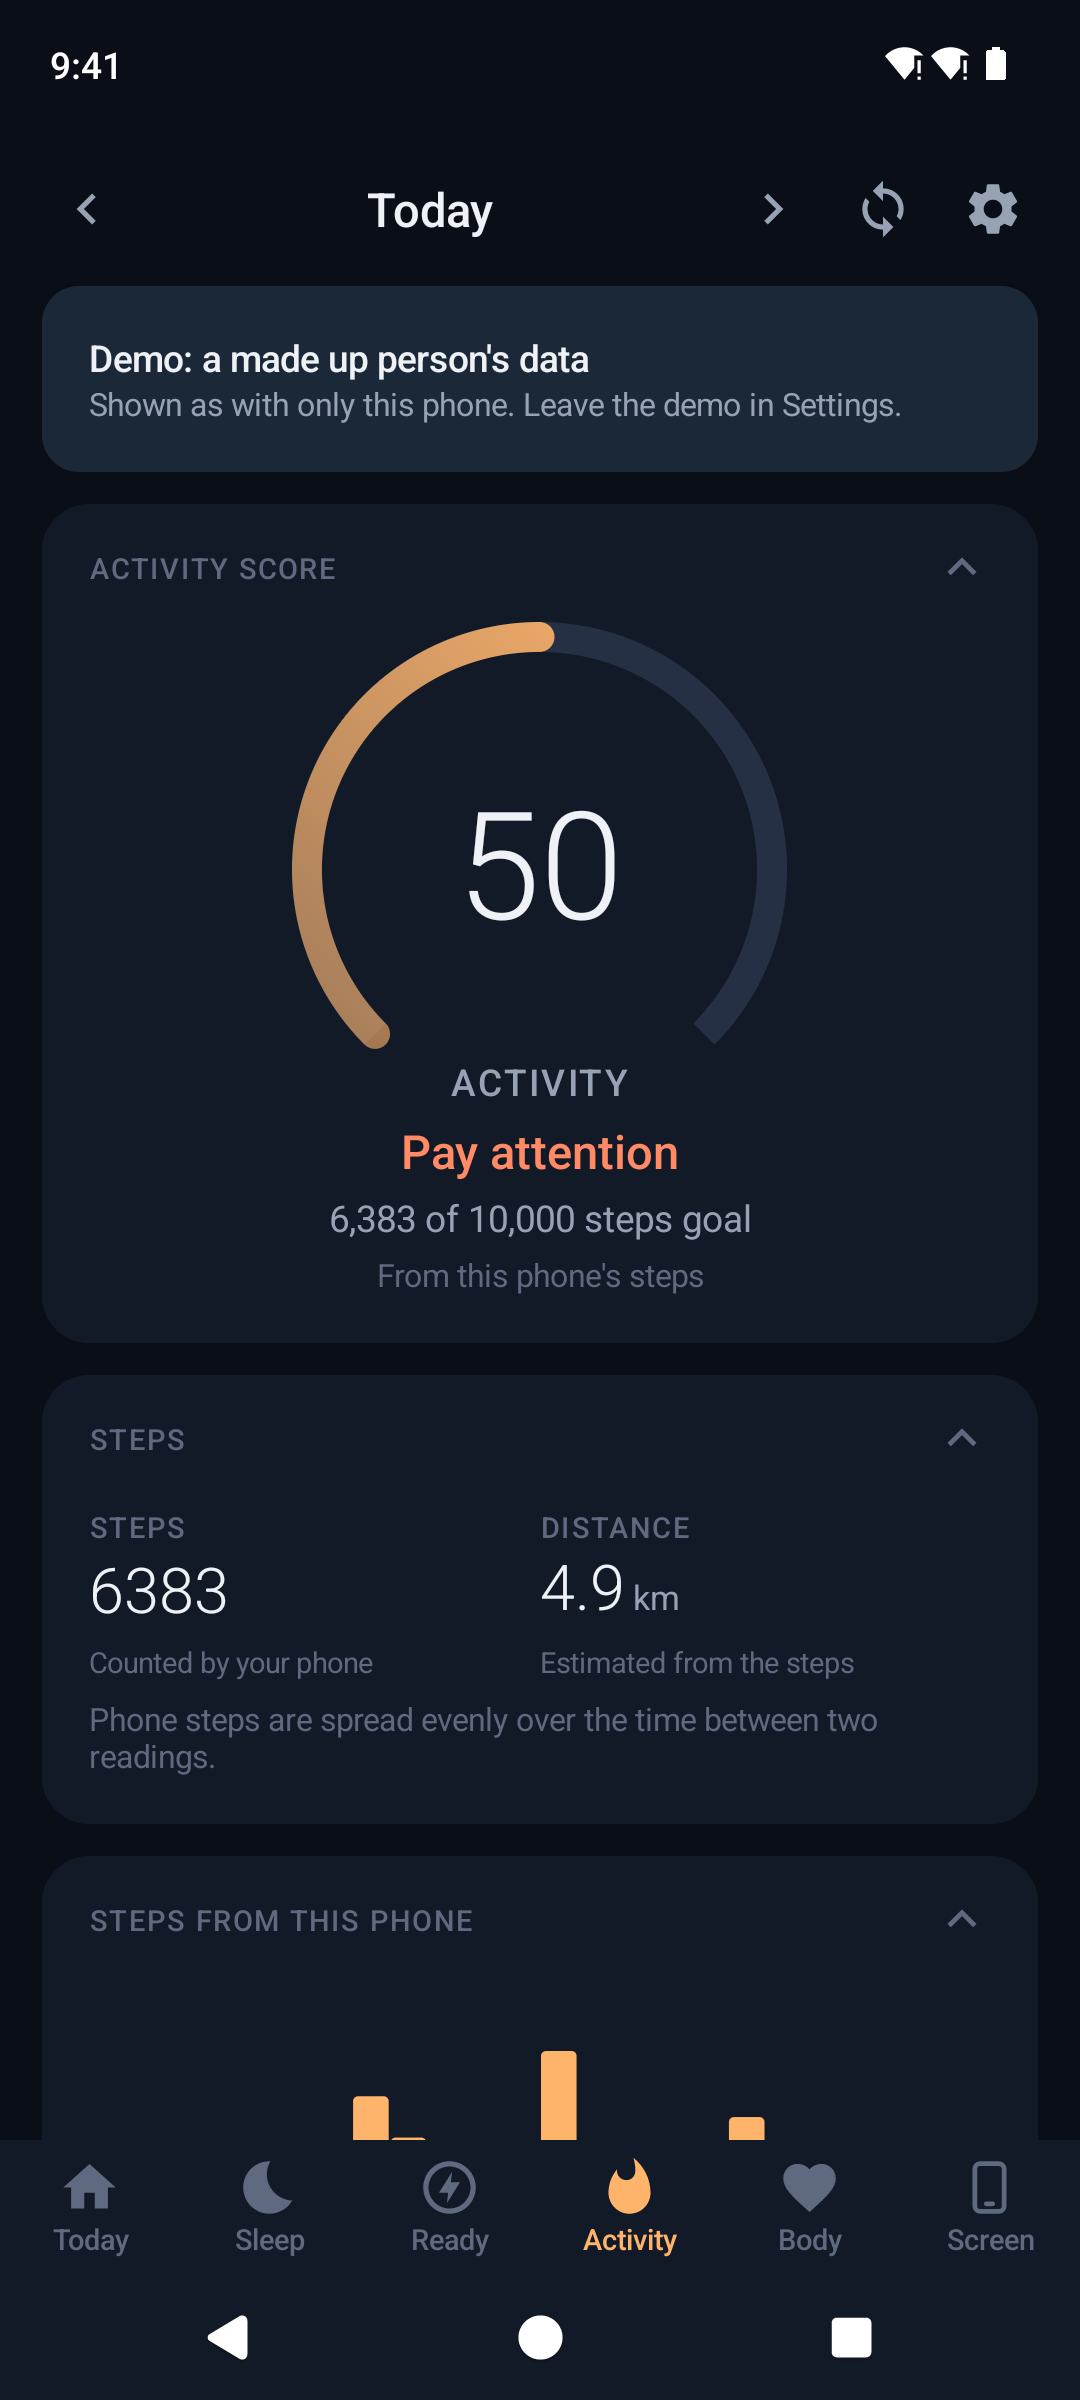 9:41
Today
Demo: a made up person's data
Shown as with only this phone. Leave the demo in Settings.
ACTIVITY SCORE
50
ACTIVITY
Pay attention
6,383 of 10,000 steps goal
From this phone's steps
STEPS
STEPS
DISTANCE
6383
4.9 km
Counted by your phone
Estimated from the steps
Phone steps are spread evenly over the time between two
readings.
STEPS FROM THIS PHONE
Today
Sleep
Ready
Activity
Body
Screen